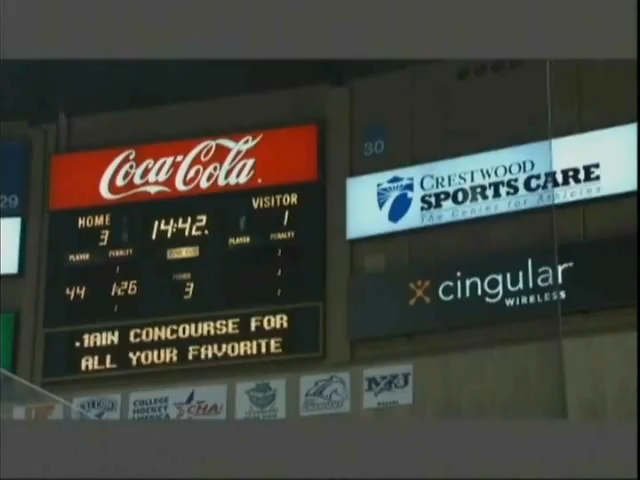 29
Coca-Cola
HOME
3
14:42
VISITOR
1
PLAYER PENALTY
PLAYER PENALTY
44 1:26
3
MAIN CONCOURSE FOR
ALL YOUR FAVORITE
30
CRESTWOOD
SPORTS CARE
The Center for Athletes
cingular
WIRELESS
COLLEGE
HOCKEY
AMERICA
CHA